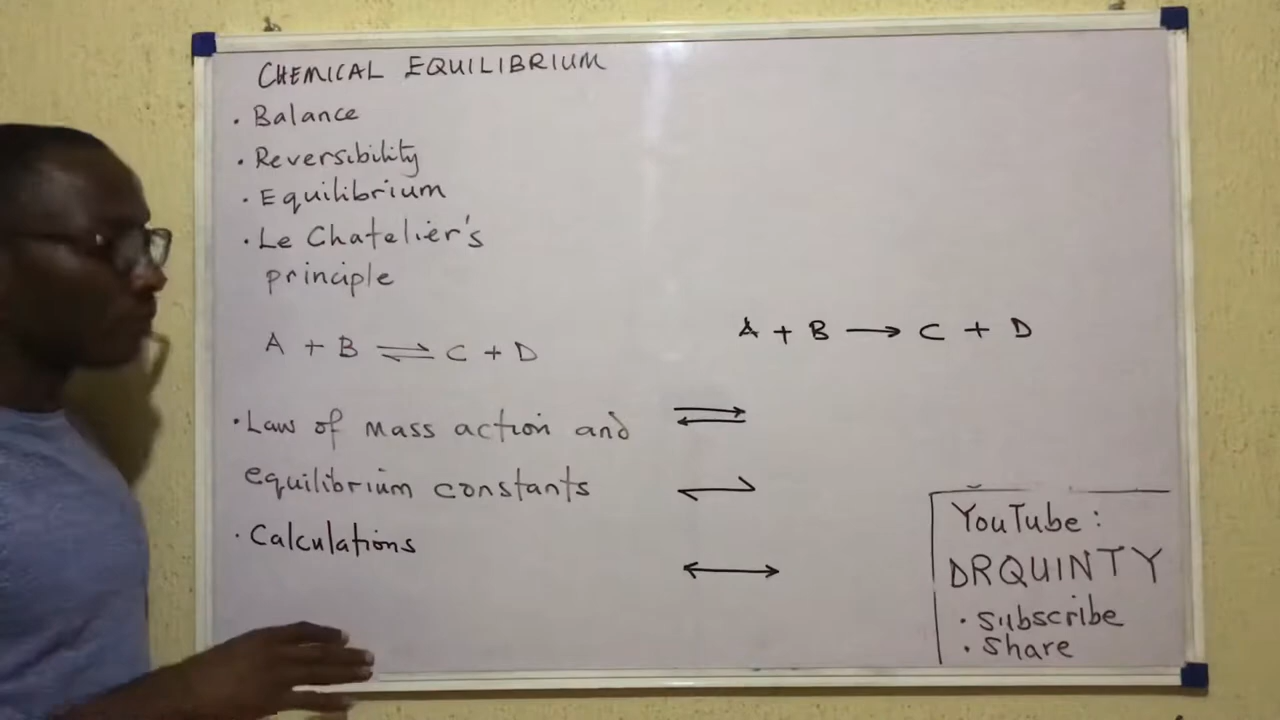 CHEMICAL EQUILIBRIUM
. Balance
. Reversibility
. Equilibrium
. Le Chatelier's
principle
A + B ⇌ C + D
A + B → C + D
. Law of mass action and
equilibrium constants
. Calculations
⇌
⇌
↔
YouTube :
DRQUINTY
. Subscribe
. Share